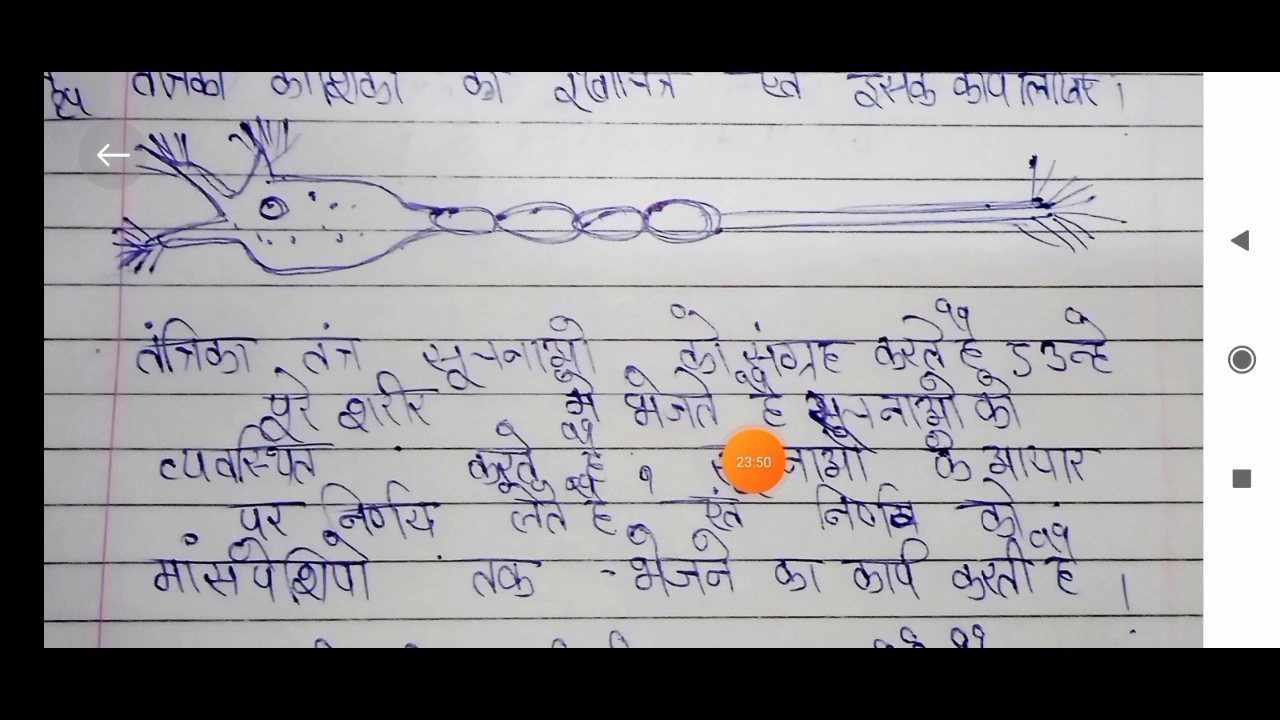 तंत्रिका कोशिका का रेखाचित्र एवं इसके कार्य लिखिए।
तंत्रिका तंत्र सूचनाओं को संग्रह करते है उन्हे
पूरे शरीर में भेजते है सूचनाओ को
व्यवस्थित करते है 23:50 के आधार
पर निर्णय लेते है एवं निर्णय को
मांसपेशियो तक भेजने का कार्य करती है ।